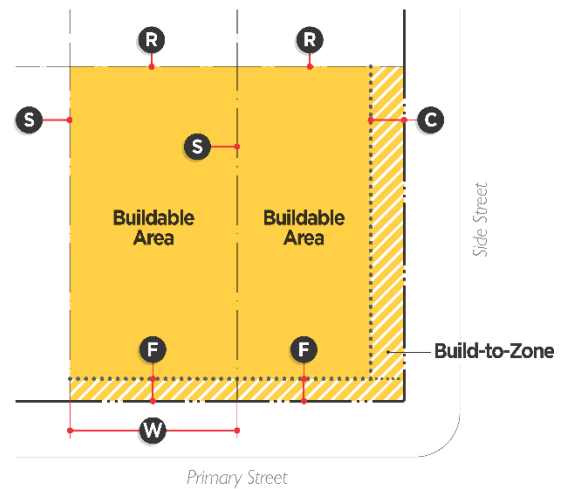 R
R
S
C
S
Buildable
Area
Buildable
Area
Side Street
F
F
Build-to-Zone
W
Primary Street